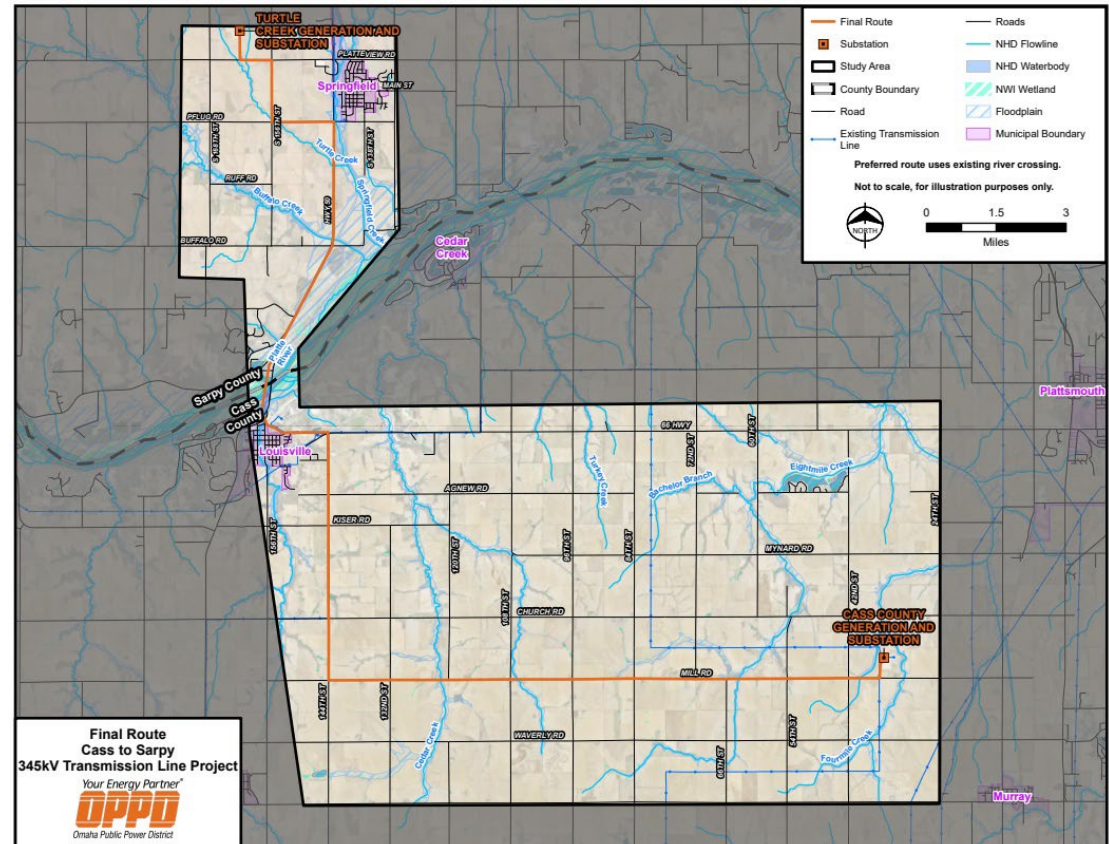 TURTLE
CREEK GENERATION AND
SUBSTATION
PLATTEVIEW RD
Springfield
MAIN ST
PFLUG RD
S 168TH ST
S 156TH ST
S 138TH ST
Turtle Creek
RUFF RD
Buffalo Creek
HWY 50
Springfield Creek
BUFFALO RD
Cedar
Creek
Platte
River
Sarpy County
Cass
County
Louisville
Plattsmouth
66 HWY
72ND ST
60TH ST
Turkey Creek
Bachelor Branch
Eightmile Creek
AGNEW RD
24TH ST
KISER RD
156TH ST
120TH ST
96TH ST
84TH ST
MYNARD RD
42ND ST
108TH ST
CHURCH RD
CASS COUNTY
GENERATION AND
SUBSTATION
MILL RD
144TH ST
132ND ST
Cedar Creek
WAVERLY RD
66TH ST
54TH ST
Fourmile Creek
Murray
Final Route
Substation
Study Area
County Boundary
Road
Existing Transmission
Line
Roads
NHD Flowline
NHD Waterbody
NWI Wetland
Floodplain
Municipal Boundary
Preferred route uses existing river crossing.
Not to scale, for illustration purposes only.
NORTH
0 1.5 3
Miles
Final Route
Cass to Sarpy
345kV Transmission Line Project
Your Energy Partner®
OPPD
Omaha Public Power District